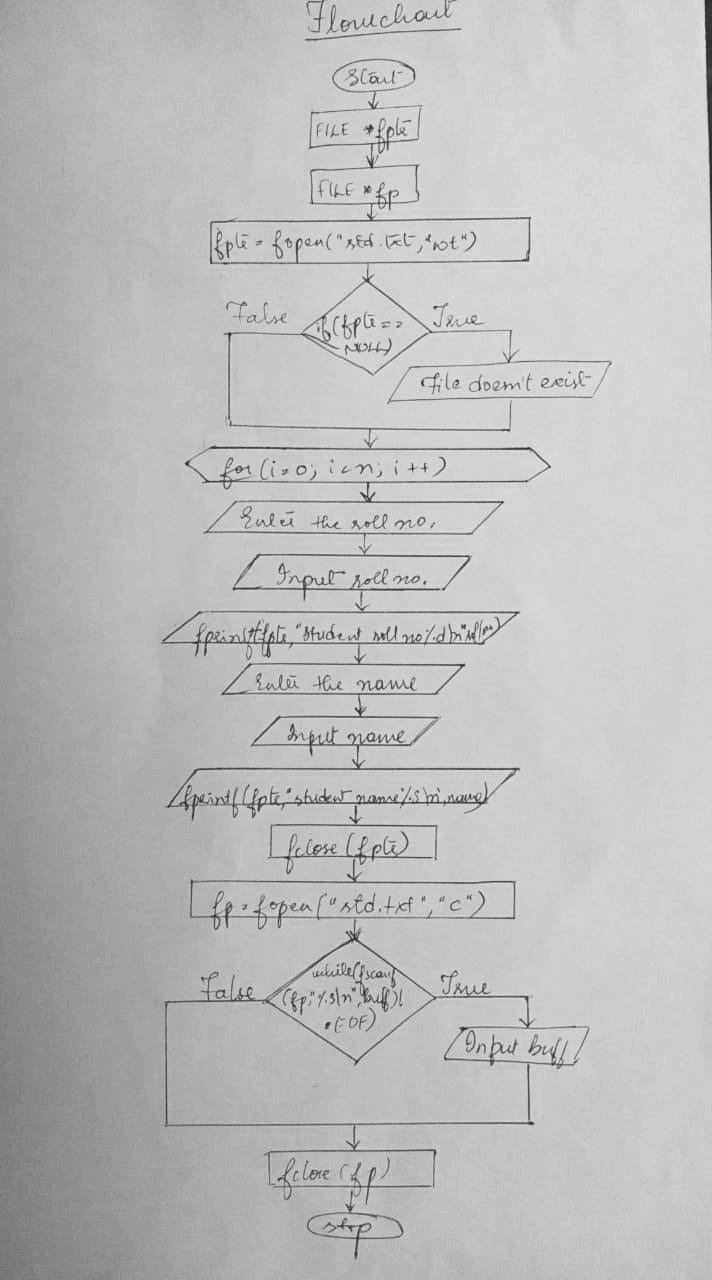 Flowchart
Start
FILE *fptr
FILE *fp
fptr = fopen("std.txt,"wt")
False
if(fptr ==
NULL)
True
File doesn't exist
for(i=0; i<n; i++)
Enter the roll no.
Input roll no.
fprintf(fptr,"student roll no%d\n"
Enter the name
Input name
fprintf(fptr,"student name%s\n",name)
fclose(fptr)
fp = fopen("std.txt","c")
False
while(fscanf
(fp,"%s\n",buff)!
=EOF)
True
Input buff
fclose(fp)
stop